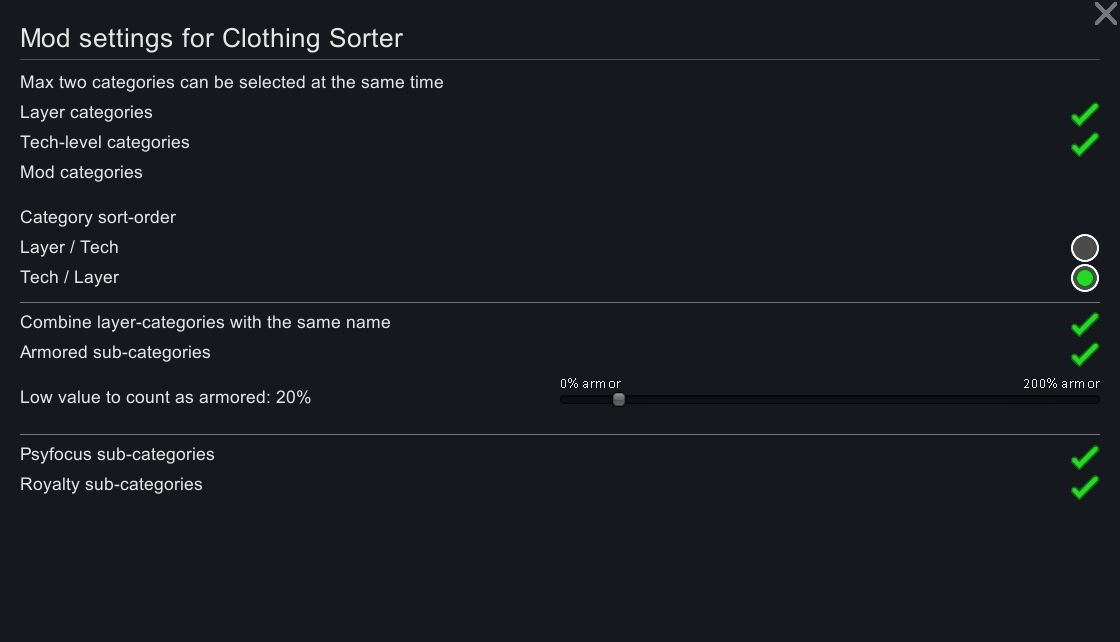 Mod settings for Clothing Sorter
Max two categories can be selected at the same time
Layer categories
Tech-level categories
Mod categories
Category sort-order
Layer / Tech
Tech / Layer
Combine layer-categories with the same name
Armored sub-categories
0% armor 200% armor
Low value to count as armored: 20%
Psyfocus sub-categories
Royalty sub-categories